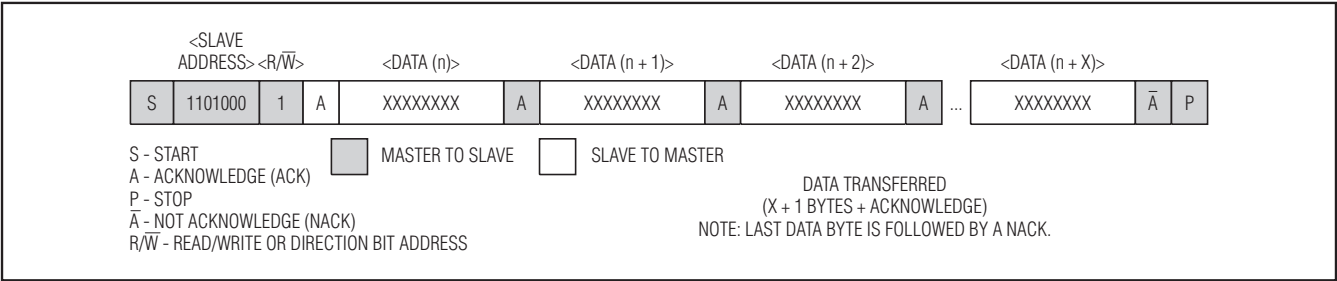 <SLAVE
ADDRESS> <R/W̅> <DATA (n)> <DATA (n + 1)> <DATA (n + 2)> <DATA (n + X)>
S 1101000 1 A XXXXXXXX A XXXXXXXX A XXXXXXXX A ... XXXXXXXX A̅ P
S - START
A - ACKNOWLEDGE (ACK)
P - STOP
A̅ - NOT ACKNOWLEDGE (NACK)
R/W̅ - READ/WRITE OR DIRECTION BIT ADDRESS
MASTER TO SLAVE
SLAVE TO MASTER
DATA TRANSFERRED
(X + 1 BYTES + ACKNOWLEDGE)
NOTE: LAST DATA BYTE IS FOLLOWED BY A NACK.